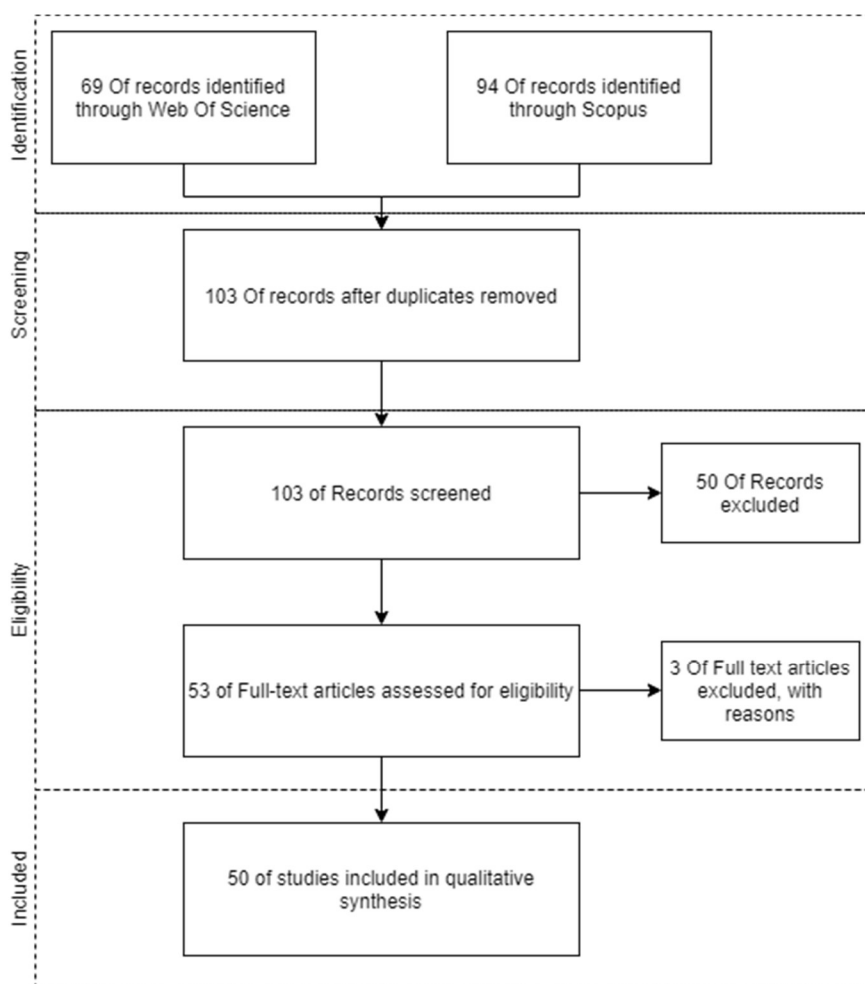 Identification
69 Of records identified
through Web Of Science
94 Of records identified
through Scopus
Screening
103 Of records after duplicates removed
Eligibility
103 of Records screened
50 Of Records
excluded
53 of Full-text articles assessed for eligibility
3 Of Full text articles
excluded, with
reasons
Included
50 of studies included in qualitative
synthesis